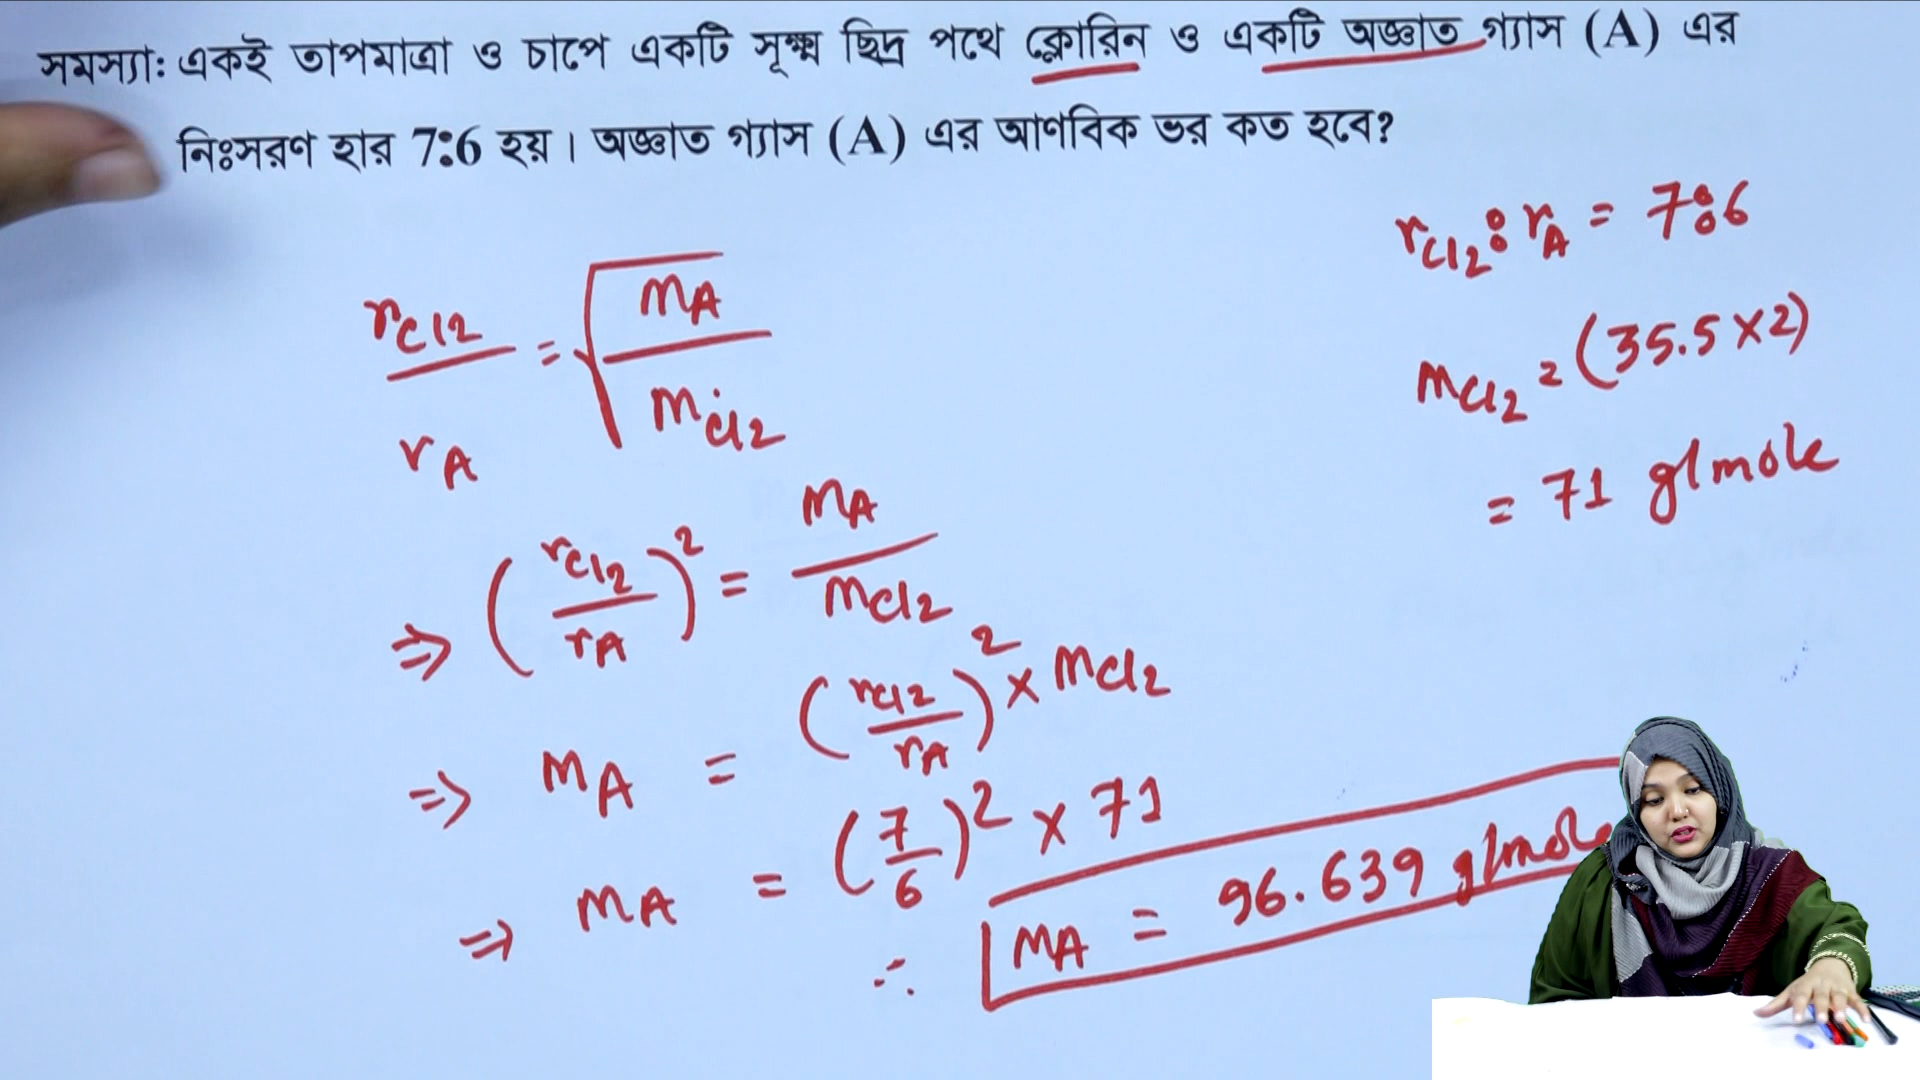 সমস্যা: একই তাপমাত্রা ও চাপে একটি সূক্ষ্ম ছিদ্র পথে ক্লোরিন ও একটি অজ্ঞাত গ্যাস (A) এর
নিঃসরণ হার 7:6 হয়। অজ্ঞাত গ্যাস (A) এর আণবিক ভর কত হবে?
rCl2 : rA = 7:6
mCl2 = (35.5×2)
= 71 g/mole
rCl2/rA = √(MA/MCl2)
⇒ (rCl2/rA)² = MA/MCl2
⇒ MA = (rCl2/rA)² × MCl2
⇒ MA = (7/6)² × 71
∴ MA = 96.639 g/mole